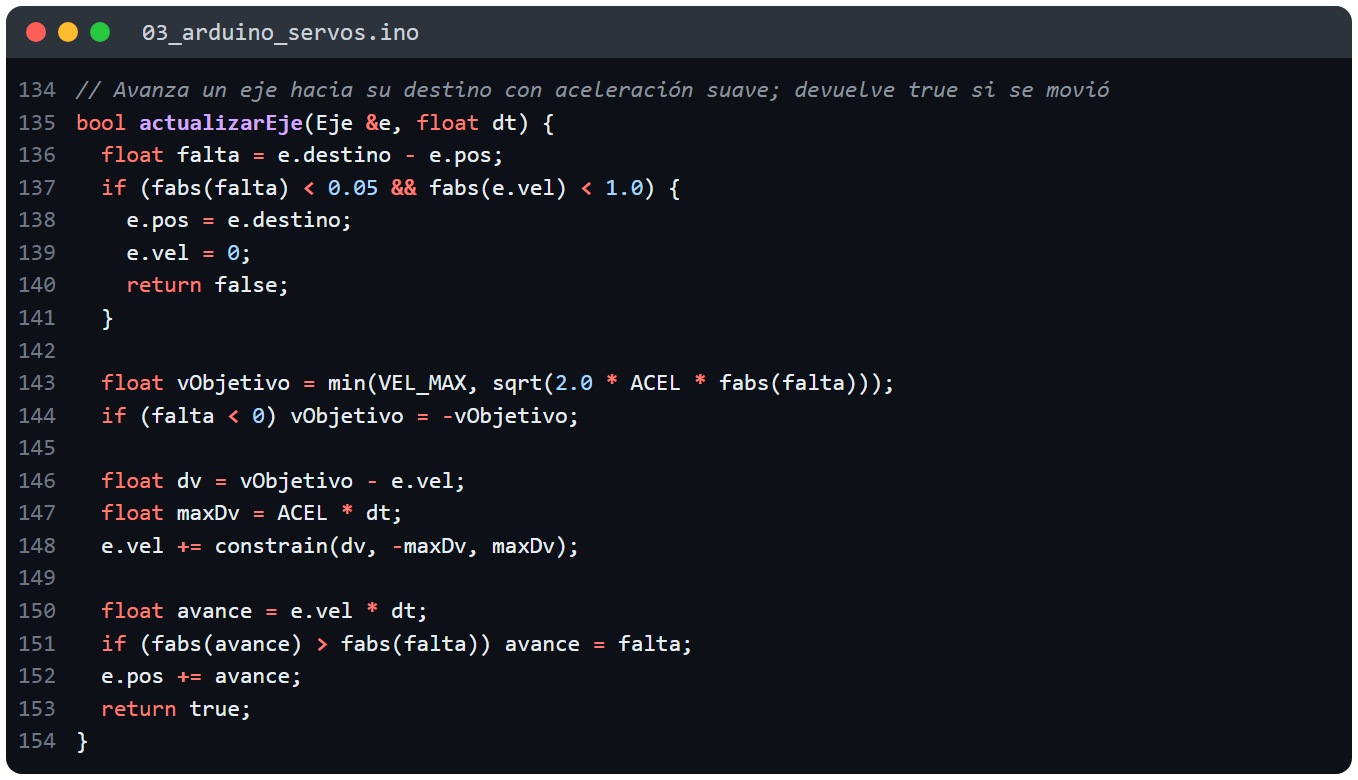 03_arduino_servos.ino
134 // Avanza un eje hacia su destino con aceleración suave; devuelve true si se movió
135 bool actualizarEje(Eje &e, float dt) {
136   float falta = e.destino - e.pos;
137   if (fabs(falta) < 0.05 && fabs(e.vel) < 1.0) {
138     e.pos = e.destino;
139     e.vel = 0;
140     return false;
141   }
142
143   float vObjetivo = min(VEL_MAX, sqrt(2.0 * ACEL * fabs(falta)));
144   if (falta < 0) vObjetivo = -vObjetivo;
145
146   float dv = vObjetivo - e.vel;
147   float maxDv = ACEL * dt;
148   e.vel += constrain(dv, -maxDv, maxDv);
149
150   float avance = e.vel * dt;
151   if (fabs(avance) > fabs(falta)) avance = falta;
152   e.pos += avance;
153   return true;
154 }